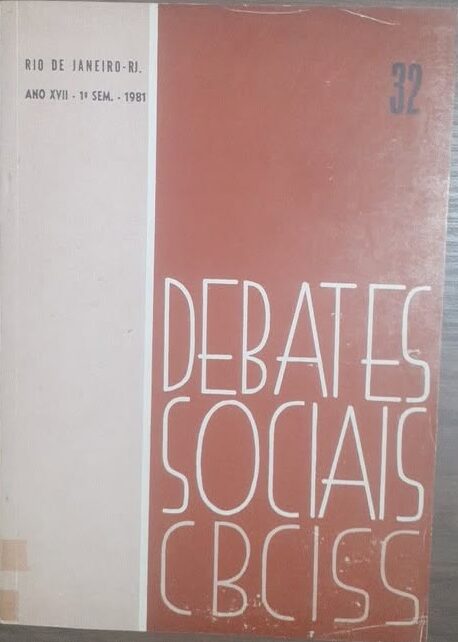 RIO DE JANEIRO-RJ.
ANO XVII - 1º SEM. - 1981
32
DEBATES
SOCIAIS
CBCISS